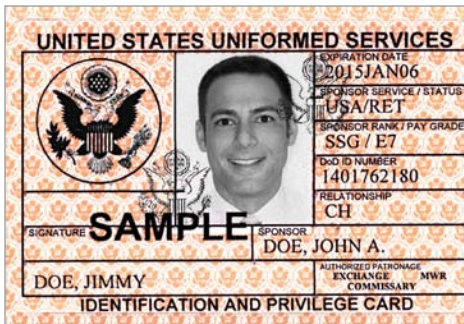 UNITED STATES UNIFORMED SERVICES
EXPIRATION DATE
2015JAN06
SPONSOR SERVICE / STATUS
USA/RET
SPONSOR RANK / PAY GRADE
SSG / E7
DoD ID NUMBER
1401762180
RELATIONSHIP
CH
SIGNATURE
SAMPLE
SPONSOR
DOE, JOHN A.
DOE, JIMMY
AUTHORIZED PATRONAGE
EXCHANGE MWR
COMMISSARY
IDENTIFICATION AND PRIVILEGE CARD